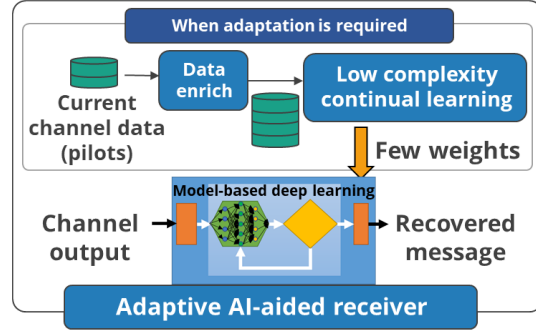 When adaptation is required
Data
enrich
Low complexity
continual learning
Current
channel data
(pilots)
Few weights
Model-based deep learning
Channel
output
Recovered
message
Adaptive AI-aided receiver